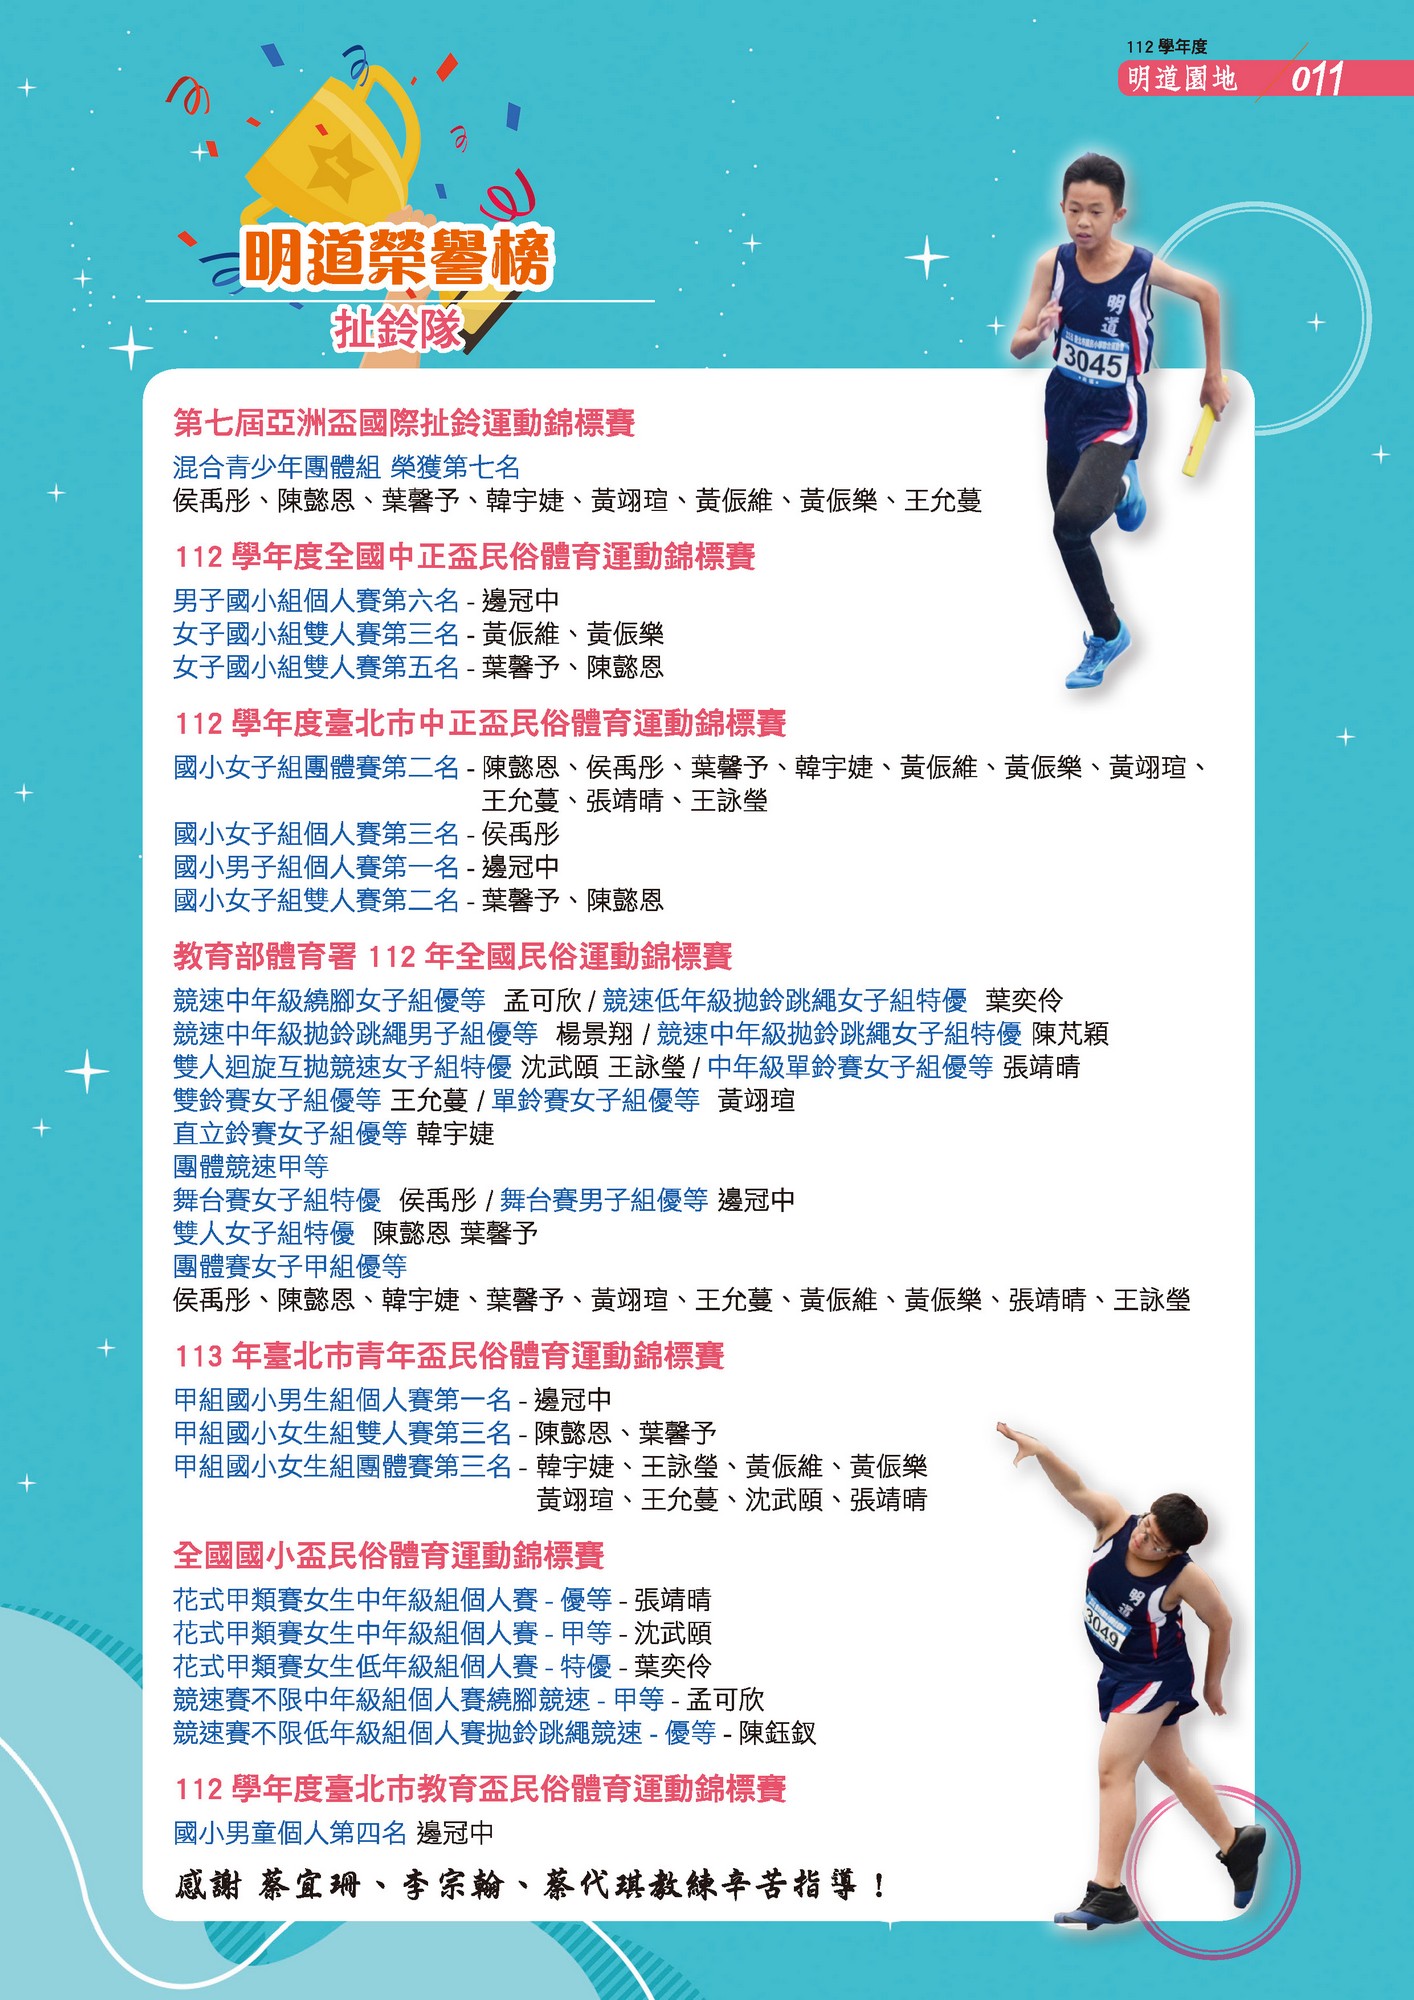 112 學年度
明道園地 011
明道榮譽榜
扯鈴隊
第七屆亞洲盃國際扯鈴運動錦標賽
混合青少年團體組 榮獲第七名
侯禹彤、陳懿恩、葉馨予、韓宇婕、黃翊瑄、黃侲維、黃侲樂、王允蔓
112 學年度全國中正盃民俗體育運動錦標賽
男子國小組個人賽第六名 - 邊冠中
女子國小組雙人賽第三名 - 黃侲維、黃侲樂
女子國小組雙人賽第五名 - 葉馨予、陳懿恩
112 學年度臺北市中正盃民俗體育運動錦標賽
國小女子組團體賽第二名 - 陳懿恩、侯禹彤、葉馨予、韓宇婕、黃侲維、黃侲樂、黃翊瑄、
王允蔓、張靖晴、王詠瑩
國小女子組個人賽第三名 - 侯禹彤
國小男子組個人賽第一名 - 邊冠中
國小女子組雙人賽第二名 - 葉馨予、陳懿恩
教育部體育署 112 年全國民俗運動錦標賽
競速中年級繞腳女子組優等 孟可欣 / 競速低年級拋鈴跳繩女子組特優 葉奕伶
競速中年級拋鈴跳繩男子組優等 楊景翔 / 競速中年級拋鈴跳繩女子組特優 陳芃穎
雙人迴旋互拋競速女子組特優 沈武頤 王詠瑩 / 中年級單鈴賽女子組優等 張靖晴
雙鈴賽女子組優等 王允蔓 / 單鈴賽女子組優等 黃翊瑄
直立鈴賽女子組優等 韓宇婕
團體競速甲等
舞台賽女子組特優 侯禹彤 / 舞台賽男子組優等 邊冠中
雙人女子組特優 陳懿恩 葉馨予
團體賽女子甲組優等
侯禹彤、陳懿恩、韓宇婕、葉馨予、黃翊瑄、王允蔓、黃侲維、黃侲樂、張靖晴、王詠瑩
113 年臺北市青年盃民俗體育運動錦標賽
甲組國小男生組個人賽第一名 - 邊冠中
甲組國小女生組雙人賽第三名 - 陳懿恩、葉馨予
甲組國小女生組團體賽第三名 - 韓宇婕、王詠瑩、黃侲維、黃侲樂
黃翊瑄、王允蔓、沈武頤、張靖晴
全國國小盃民俗體育運動錦標賽
花式甲類賽女生中年級組個人賽 - 優等 - 張靖晴
花式甲類賽女生中年級組個人賽 - 甲等 - 沈武頤
花式甲類賽女生低年級組個人賽 - 特優 - 葉奕伶
競速賽不限中年級組個人賽繞腳競速 - 甲等 - 孟可欣
競速賽不限低年級組個人賽拋鈴跳繩競速 - 優等 - 陳鈺釵
112 學年度臺北市教育盃民俗體育運動錦標賽
國小男童個人第四名 邊冠中
感謝 蔡宜珊、李宗翰、蔡代琪教練辛苦指導！
明道
3045
明道
3049